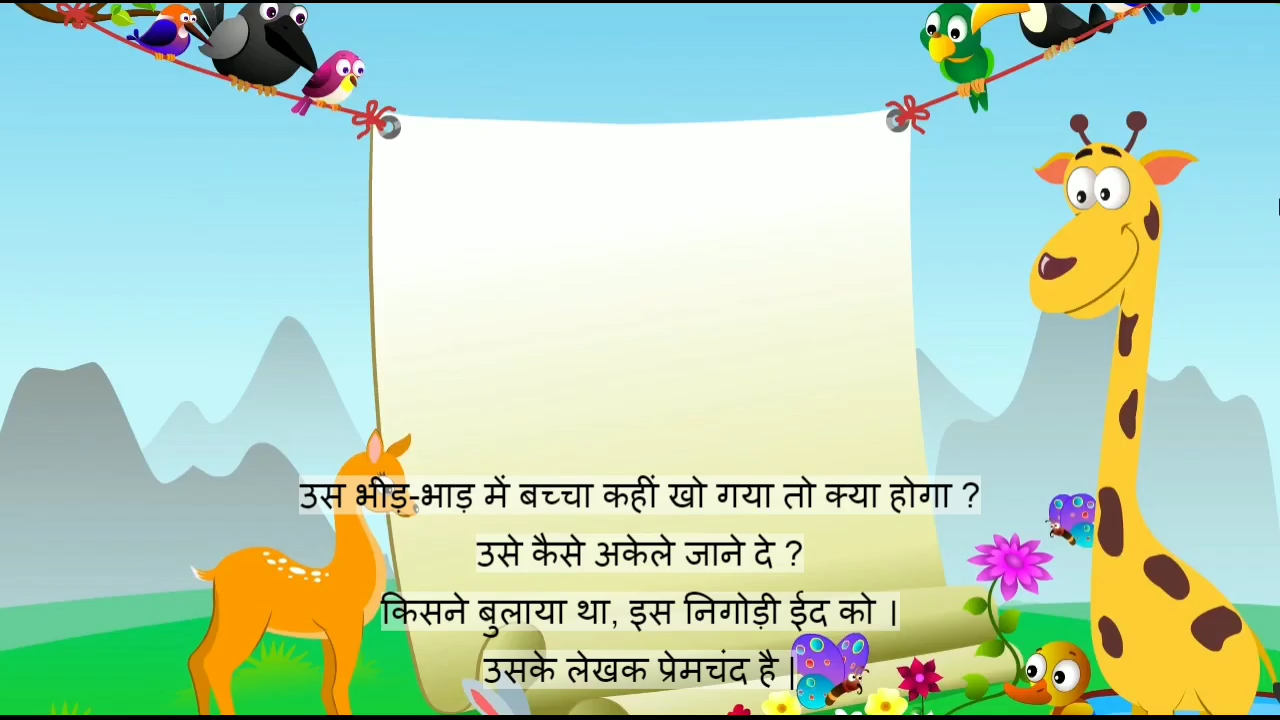 उस भीड़-भाड़ में बच्चा कहीं खो गया तो क्या होगा ?
उसे कैसे अकेले जाने दे ?
किसने बुलाया था, इस निगोड़ी ईद को ।
उसके लेखक प्रेमचंद है |